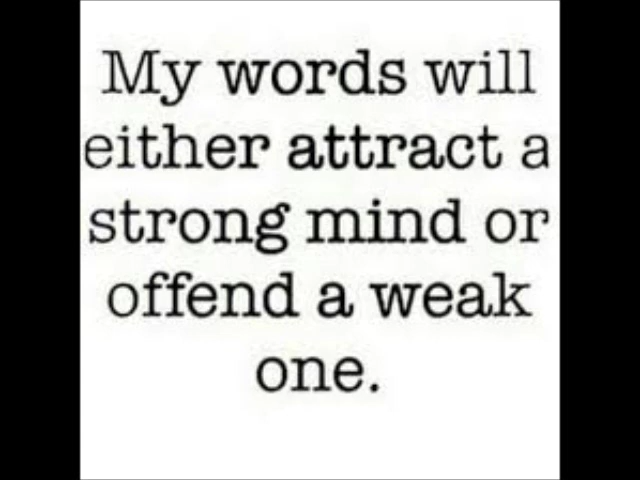 My words will
either attract a
strong mind or
offend a weak
one.